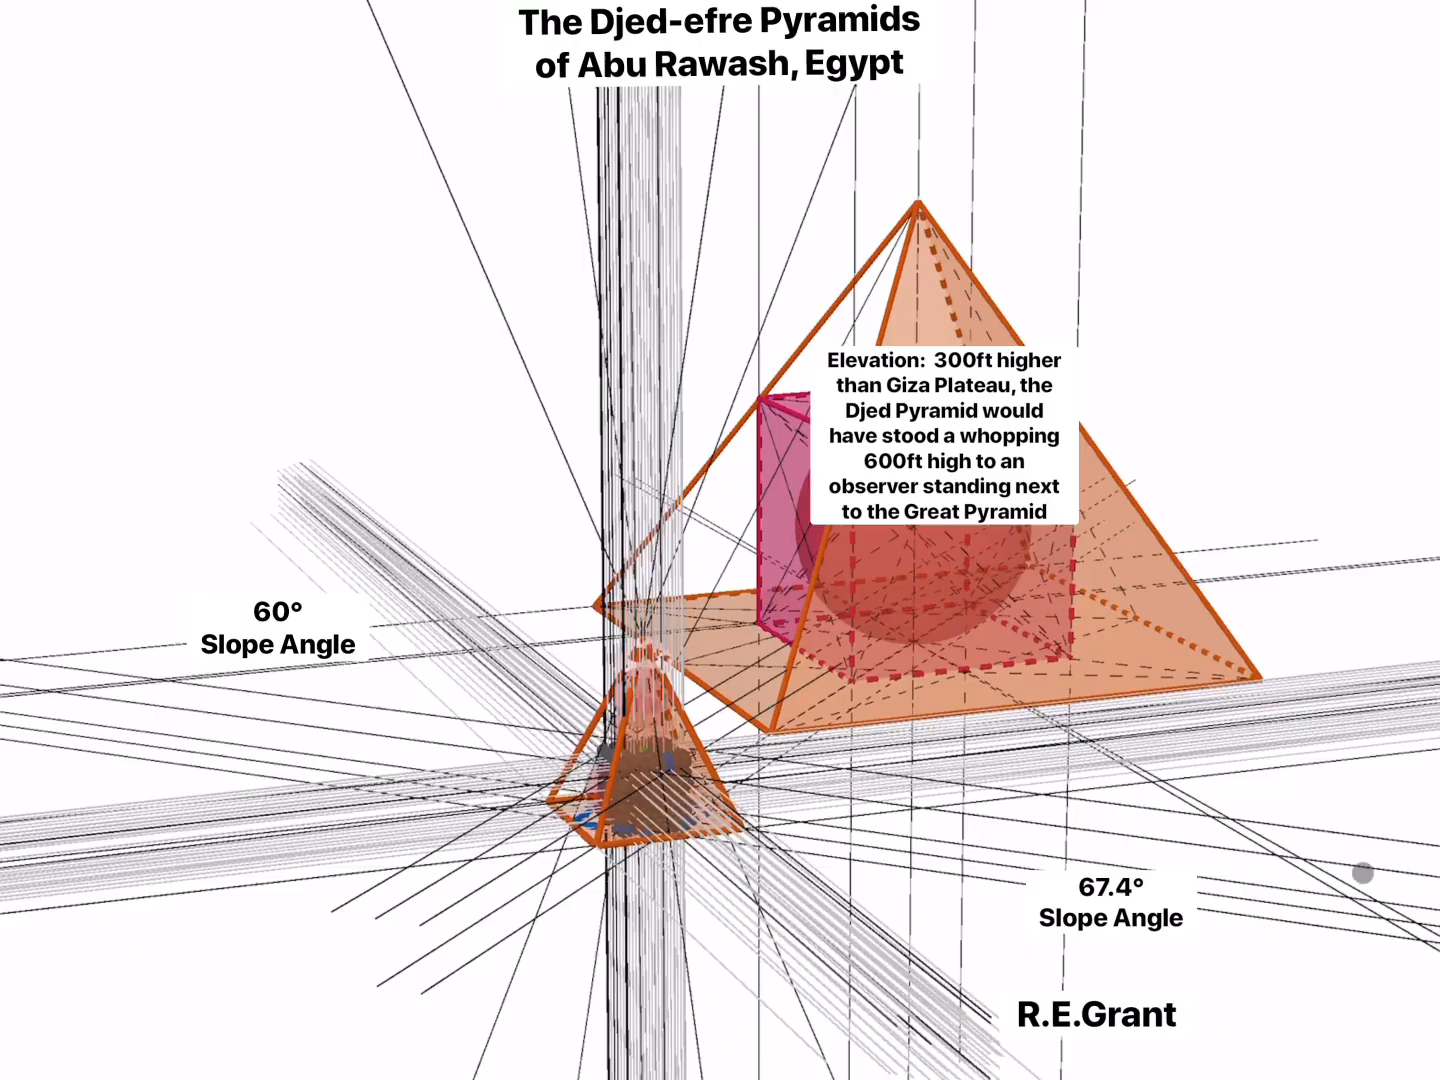 The Djed-efre Pyramids
of Abu Rawash, Egypt
Elevation: 300ft higher
than Giza Plateau, the
Djed Pyramid would
have stood a whopping
600ft high to an
observer standing next
to the Great Pyramid
60°
Slope Angle
67.4°
Slope Angle
R.E.Grant